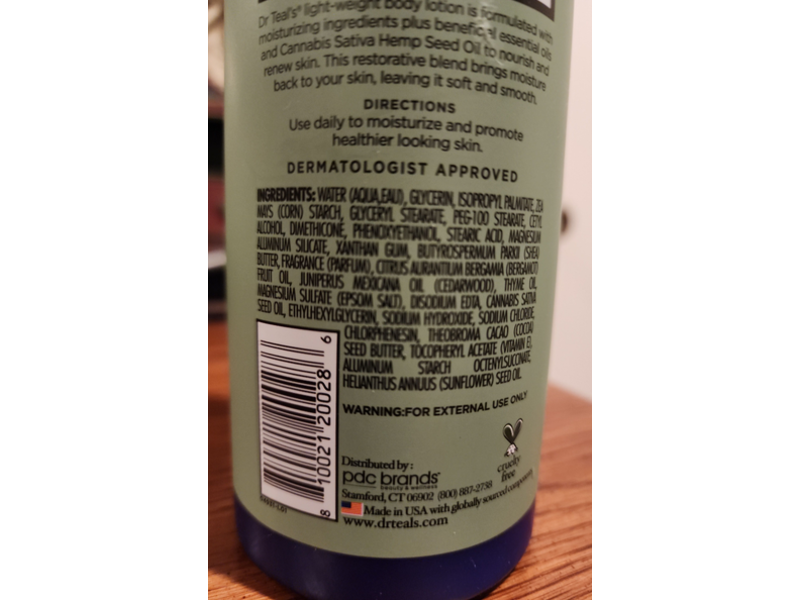 Dr Teal's® light-weight body lotion is formulated with
moisturizing ingredients plus beneficial essential oils
and Cannabis Sativa Hemp Seed Oil to nourish and
renew skin. This restorative blend brings moisture
back to your skin, leaving it soft and smooth.
DIRECTIONS
Use daily to moisturize and promote
healthier looking skin.
DERMATOLOGIST APPROVED
INGREDIENTS: WATER (AQUA,EAU), GLYCERIN, ISOPROPYL PALMITATE, ZEA
MAYS (CORN) STARCH, GLYCERYL STEARATE, PEG-100 STEARATE, CETYL
ALCOHOL, DIMETHICONE, PHENOXYETHANOL, STEARIC ACID, MAGNESIUM
ALUMINUM SILICATE, XANTHAN GUM, BUTYROSPERMUM PARKII (SHEA)
BUTTER, FRAGRANCE (PARFUM), CITRUS AURANTIUM BERGAMIA (BERGAMOT)
FRUIT OIL, JUNIPERUS MEXICANA OIL (CEDARWOOD), THYME OIL,
MAGNESIUM SULFATE (EPSOM SALT), DISODIUM EDTA, CANNABIS SATIVA
SEED OIL, ETHYLHEXYLGLYCERIN, SODIUM HYDROXIDE, SODIUM CHLORIDE,
CHLORPHENESIN, THEOBROMA CACAO (COCOA)
SEED BUTTER, TOCOPHERYL ACETATE (VITAMIN E),
ALUMINUM STARCH OCTENYLSUCCINATE,
HELIANTHUS ANNUUS (SUNFLOWER) SEED OIL.
WARNING:FOR EXTERNAL USE ONLY
8 10021 20028 6
cruelty
free
Distributed by:
pdc brands
beauty & wellness
Stamford, CT 06902 (800) 887-2738
Made in USA with globally sourced components
www.drteals.com